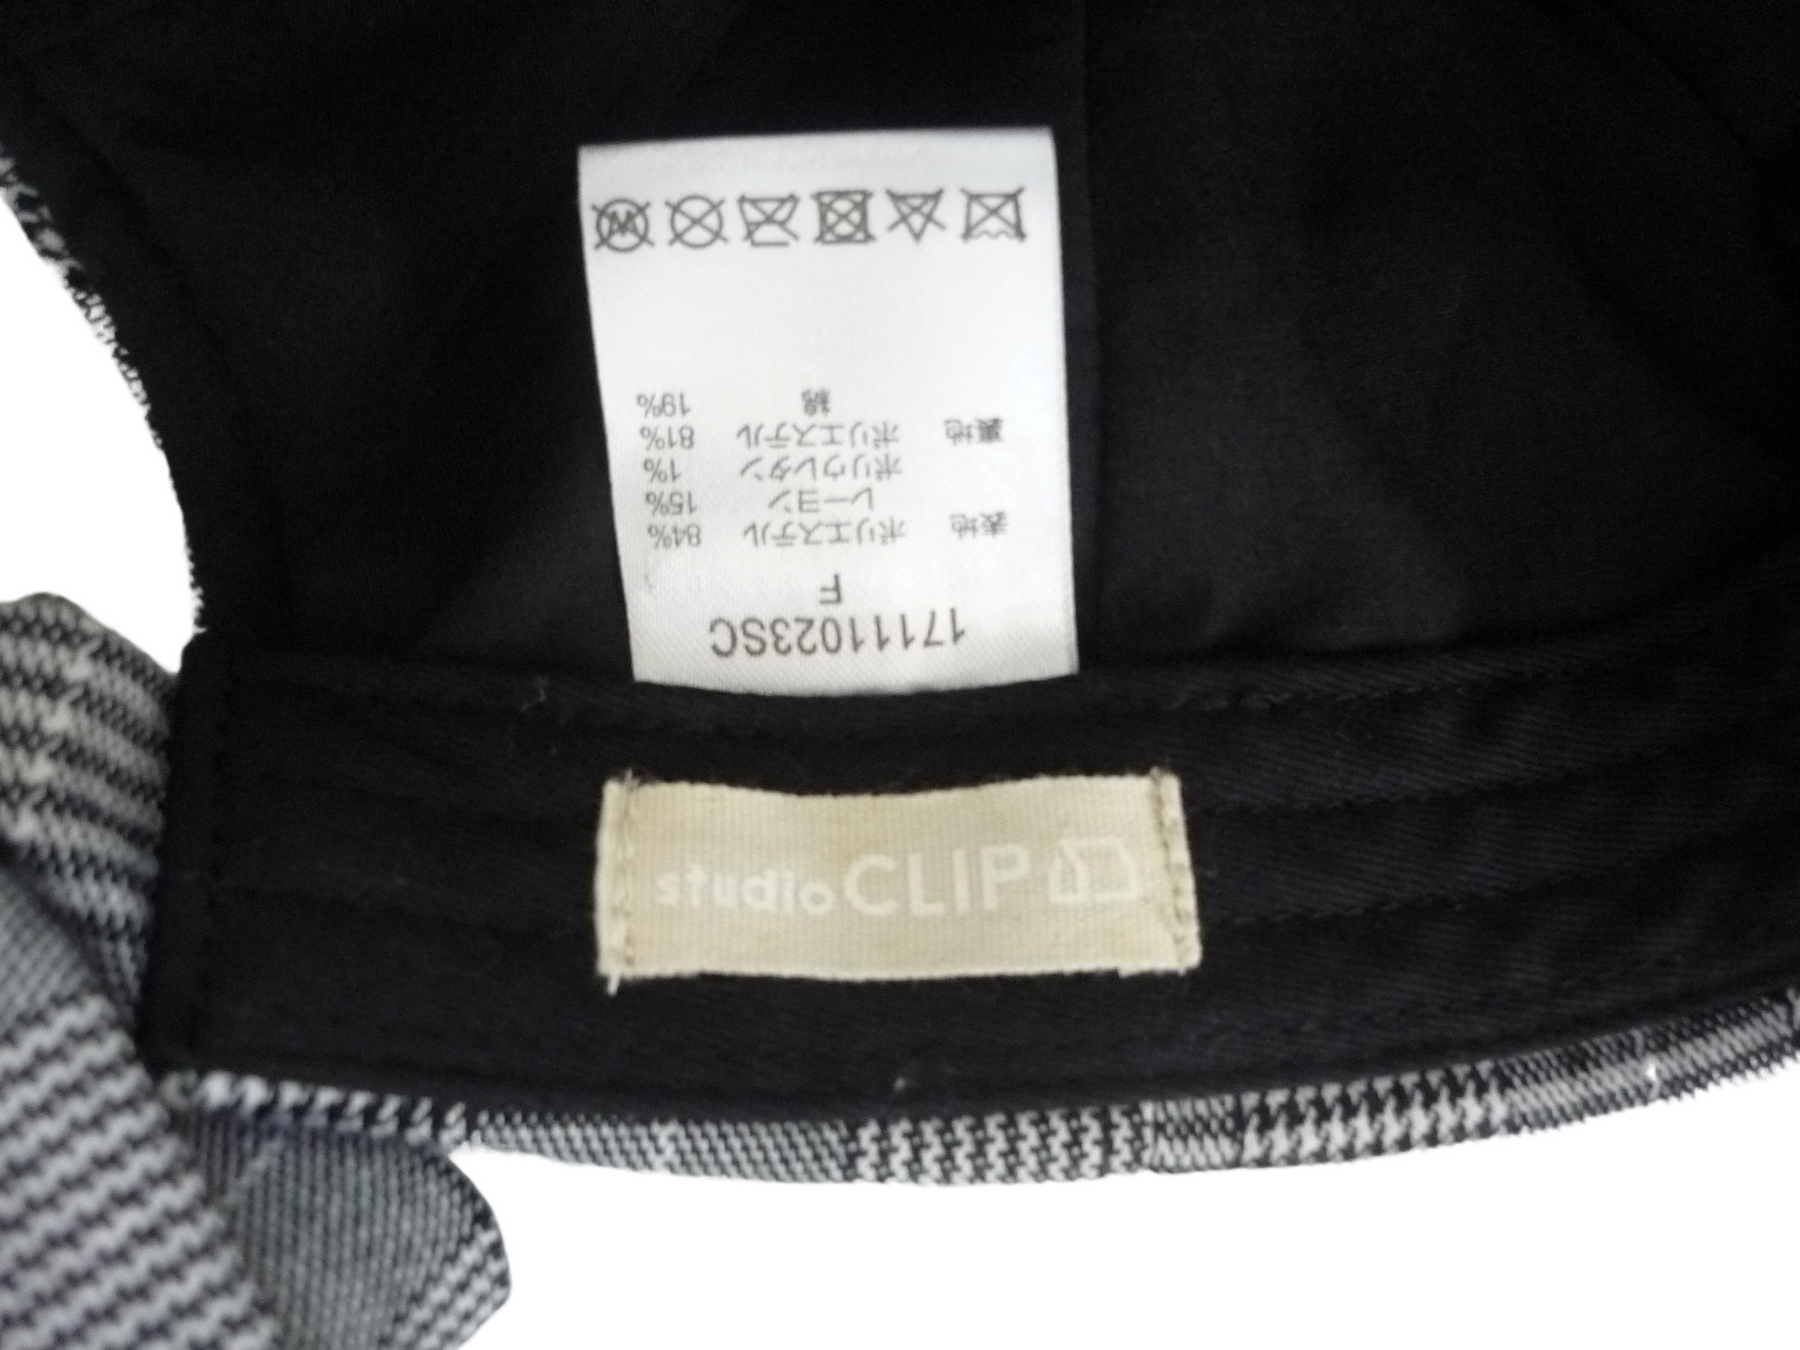 17111023SC
F
表地 ポリエステル 84%
レーヨン 15%
ポリウレタン 1%
裏地 ポリエステル 81%
綿 19%
studio CLIP